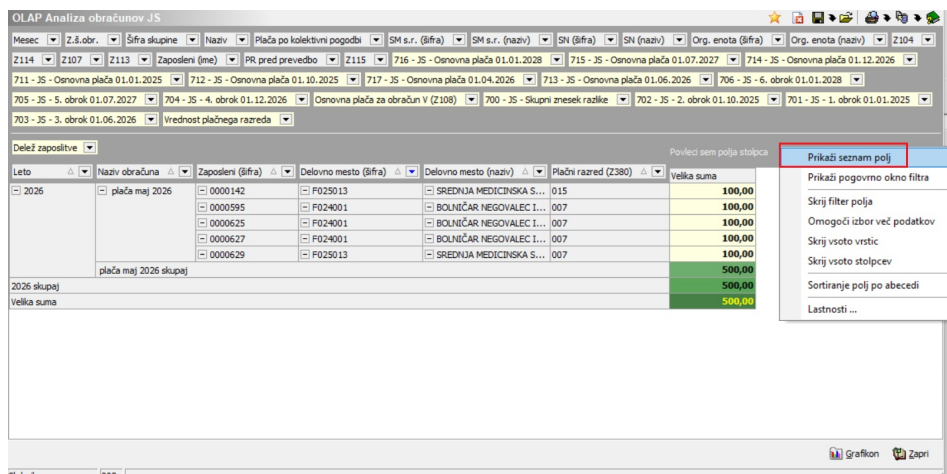 OLAP Analiza obračunov JS
Mesec Z.š.obr. Šifra skupine Naziv Plača po kolektivni pogodbi SM s.r. (šifra) SM s.r. (naziv) SN (šifra) SN (naziv) Org. enota (šifra) Org. enota (naziv) Z104
Z114 Z107 Z113 Zaposleni (ime) PR pred prevedbo Z115 716 - JS - Osnovna plača 01.01.2028 715 - JS - Osnovna plača 01.07.2027 714 - JS - Osnovna plača 01.12.2026
711 - JS - Osnovna plača 01.01.2025 712 - JS - Osnovna plača 01.10.2025 717 - JS - Osnovna plača 01.04.2026 713 - JS - Osnovna plača 01.06.2026 706 - JS - 6. obrok 01.01.2028
705 - JS - 5. obrok 01.07.2027 704 - JS - 4. obrok 01.12.2026 Osnovna plača za obračun V (Z108) 700 - JS - Skupni znesek razlike 702 - JS - 2. obrok 01.10.2025 701 - JS - 1. obrok 01.01.2025
703 - JS - 3. obrok 01.06.2026 Vrednost plačnega razreda
Delež zaposlitve
Povleci sem polja stolpca
Leto Naziv obračuna Zaposleni (šifra) Delovno mesto (šifra) Delovno mesto (naziv) Plačni razred (Z380) Velika suma
2026 plača maj 2026 0000142 F025013 SREDNJA MEDICINSKA S... 015 100,00
0000595 F024001 BOLNIČAR NEGOVALEC I... 007 100,00
0000625 F024001 BOLNIČAR NEGOVALEC I... 007 100,00
0000627 F024001 BOLNIČAR NEGOVALEC I... 007 100,00
0000629 F025013 SREDNJA MEDICINSKA S... 007 100,00
plača maj 2026 skupaj 500,00
2026 skupaj 500,00
Velika suma 500,00
Prikaži seznam polj
Prikaži pogovrno okno filtra
Skrij filter polja
Omogoči izbor več podatkov
Skrij vsoto vrstic
Skrij vsoto stolpcev
Sortiranje polj po abecedi
Lastnosti ...
Grafikon Zapri